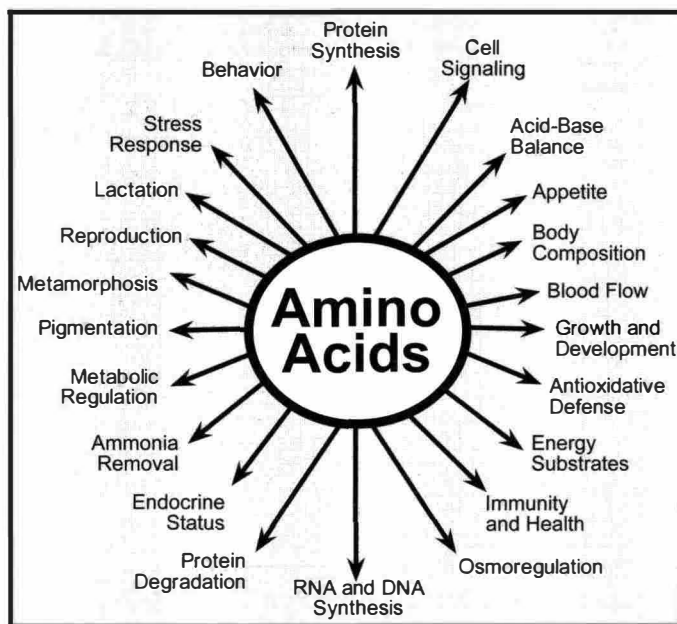 Protein
Synthesis
Cell
Signaling
Acid-Base
Balance
Appetite
Body
Composition
Blood Flow
Growth and
Development
Antioxidative
Defense
Energy
Substrates
Immunity
and Health
Osmoregulation
RNA and DNA
Synthesis
Protein
Degradation
Endocrine
Status
Ammonia
Removal
Metabolic
Regulation
Pigmentation
Metamorphosis
Reproduction
Lactation
Stress
Response
Behavior
Amino
Acids